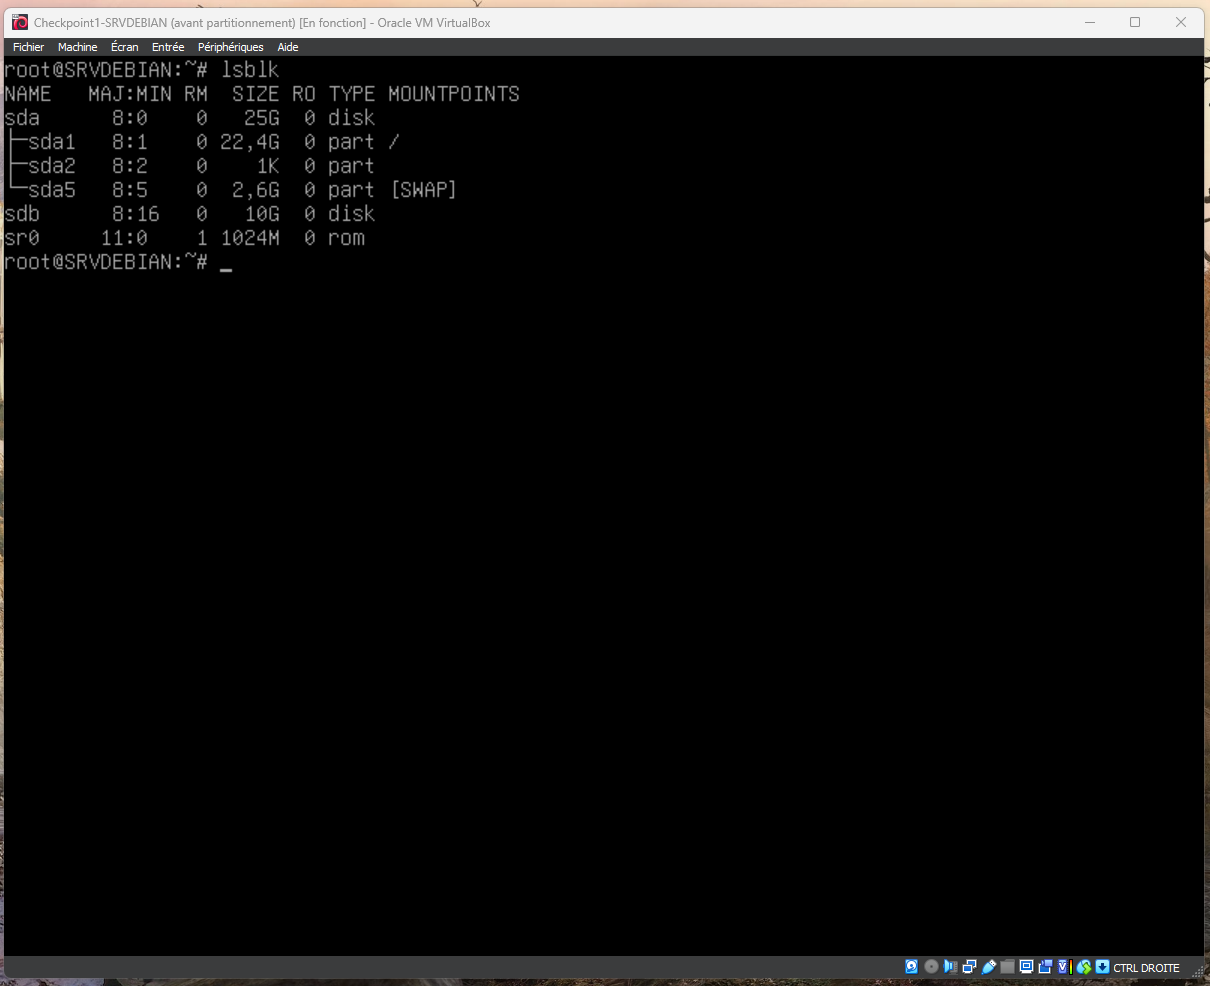 Checkpoint1-SRVDEBIAN (avant partitionnement) [En fonction] - Oracle VM VirtualBox
Fichier Machine Écran Entrée Périphériques Aide
root@SRVDEBIAN:~# lsblk
NAME   MAJ:MIN RM   SIZE RO TYPE MOUNTPOINTS
sda      8:0    0    25G  0 disk
├─sda1   8:1    0 22,4G  0 part /
├─sda2   8:2    0     1K  0 part
└─sda5   8:5    0  2,6G  0 part [SWAP]
sdb      8:16   0    10G  0 disk
sr0     11:0    1 1024M  0 rom
root@SRVDEBIAN:~# _
CTRL DROITE